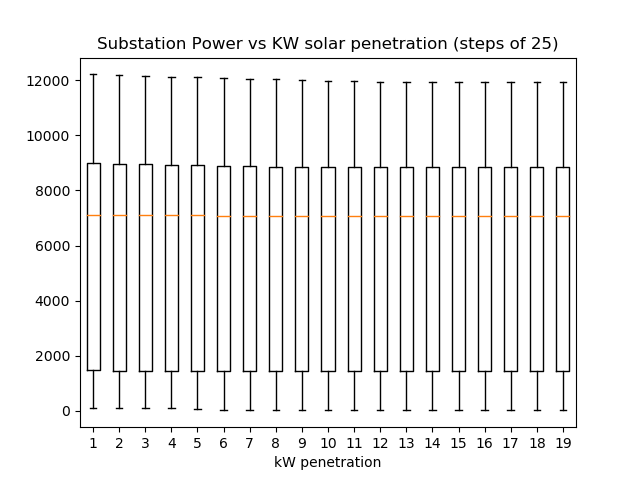 Substation Power vs KW solar penetration (steps of 25)
12000
10000
8000
6000
4000
2000
0
1 2 3 4 5 6 7 8 9 10 11 12 13 14 15 16 17 18 19
kW penetration